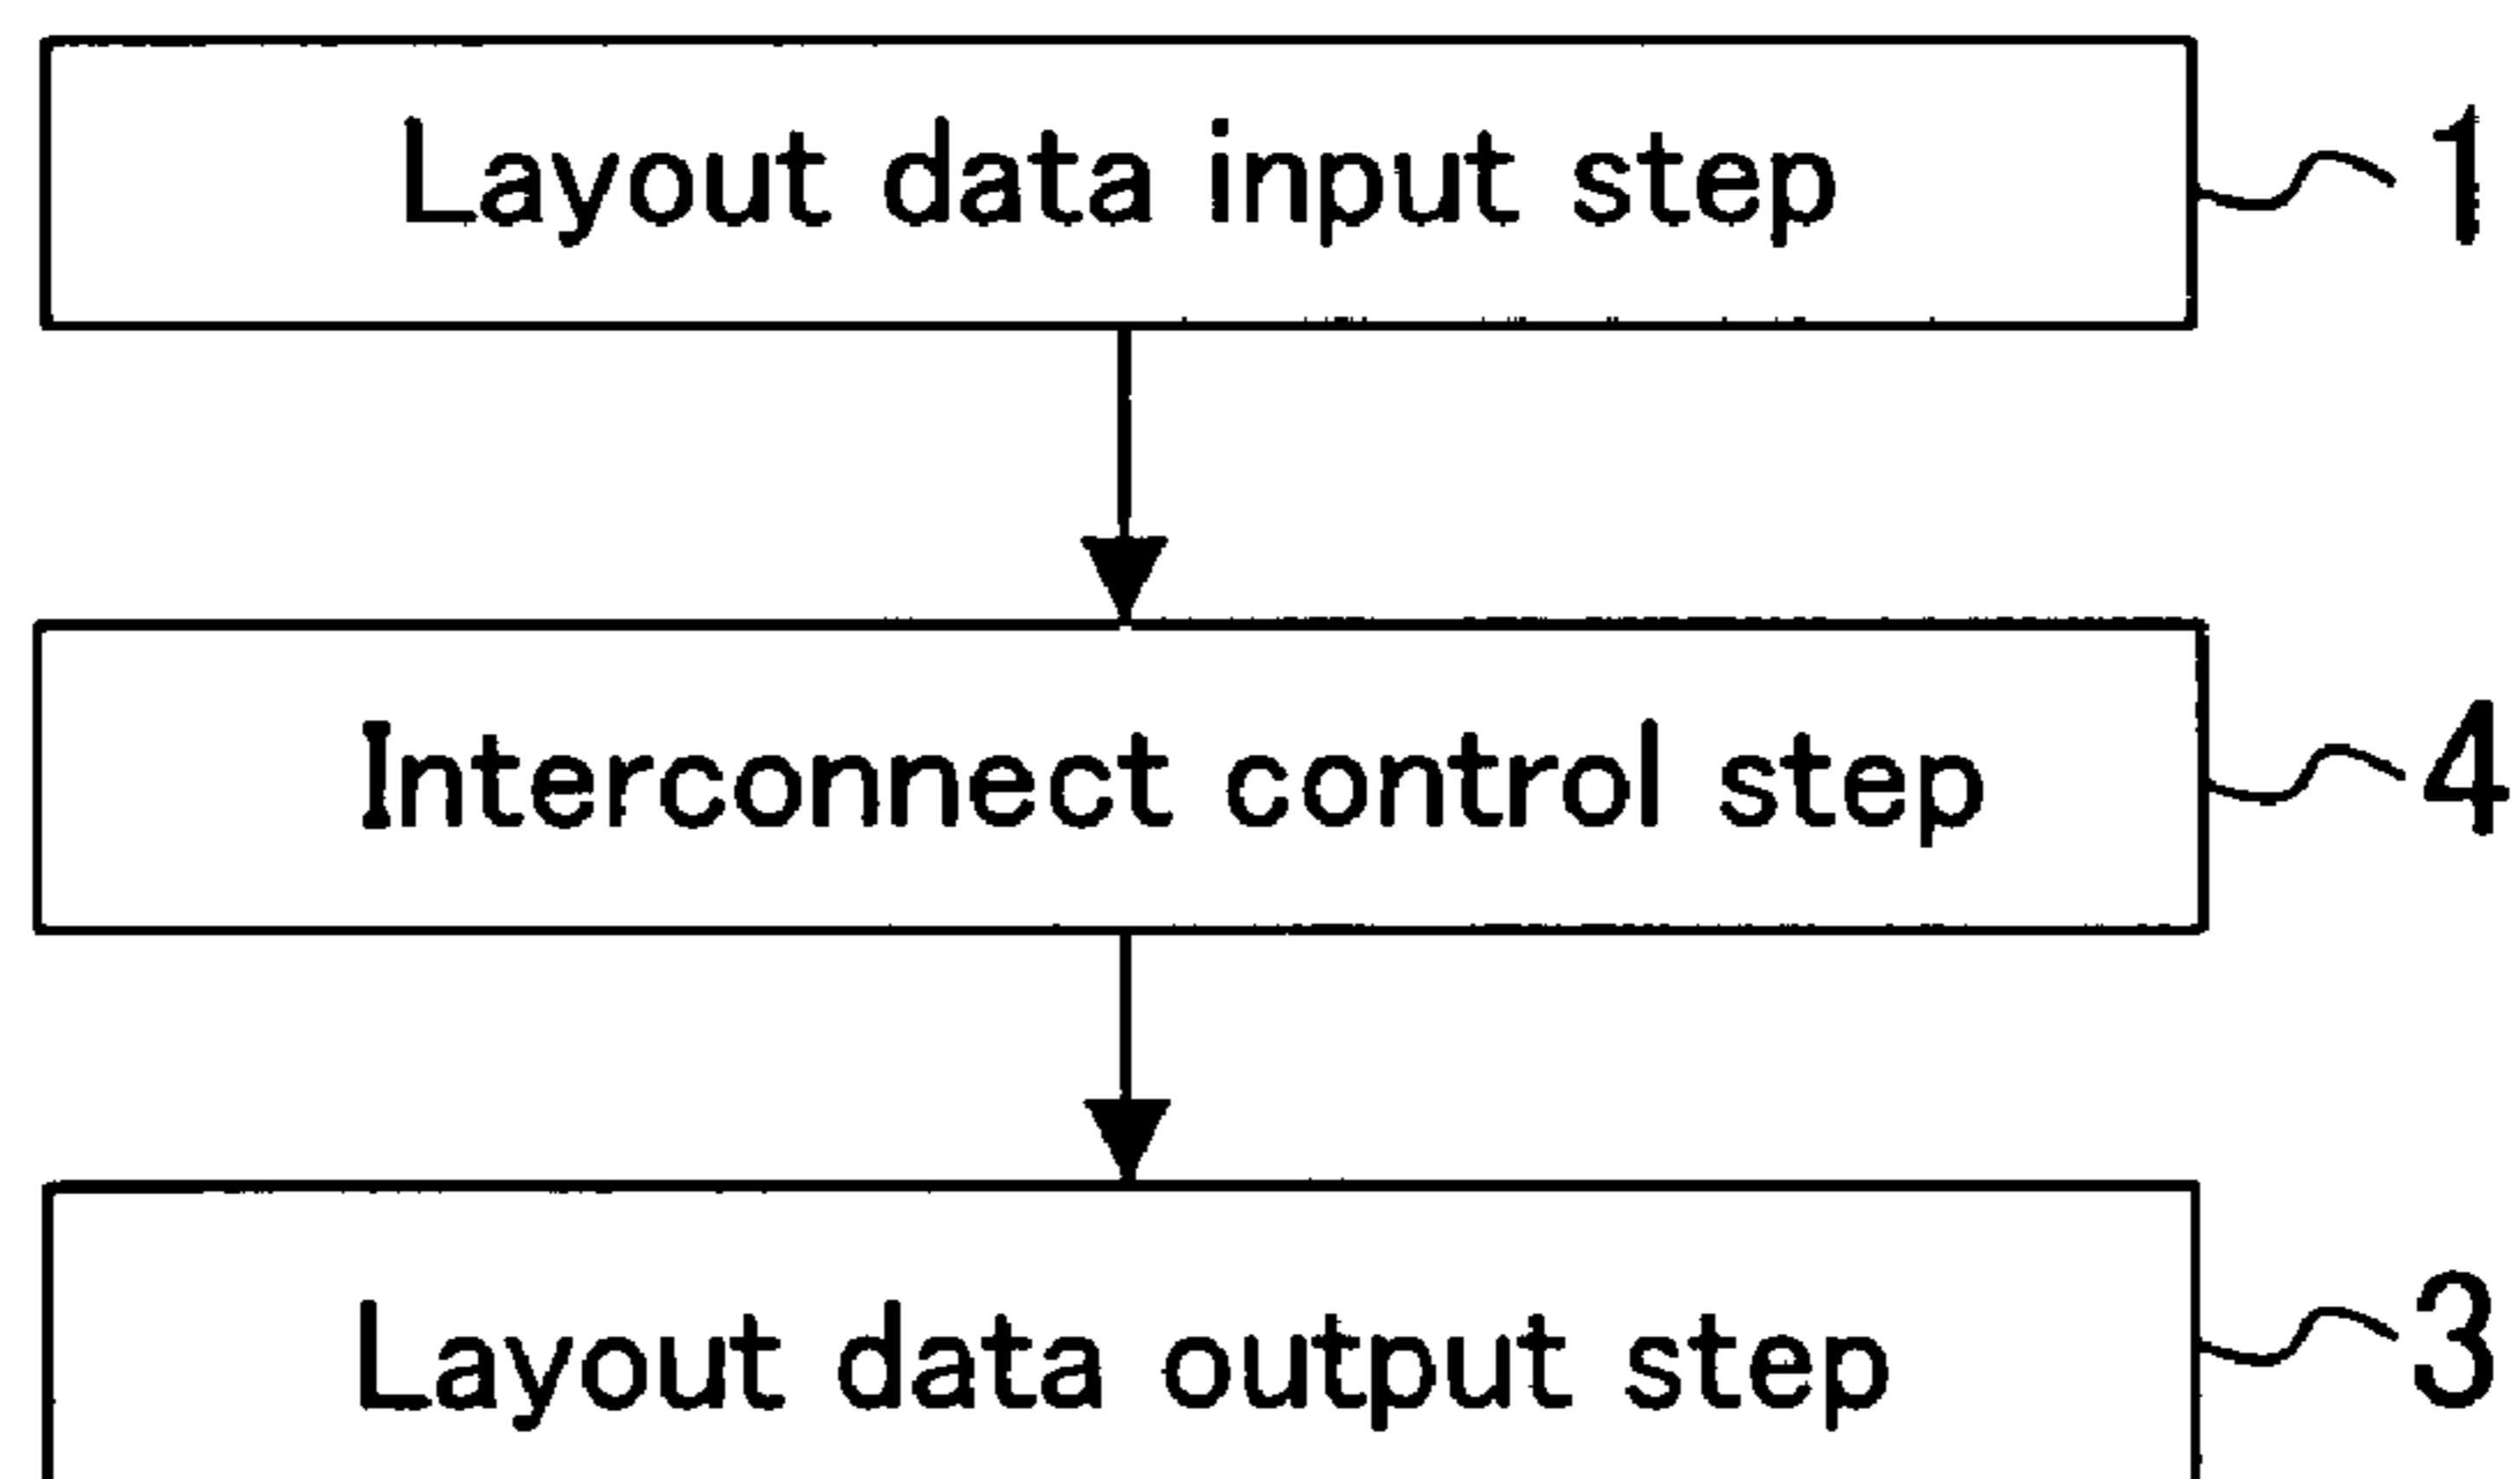 Layout data input step 1
Interconnect control step 4
Layout data output step 3